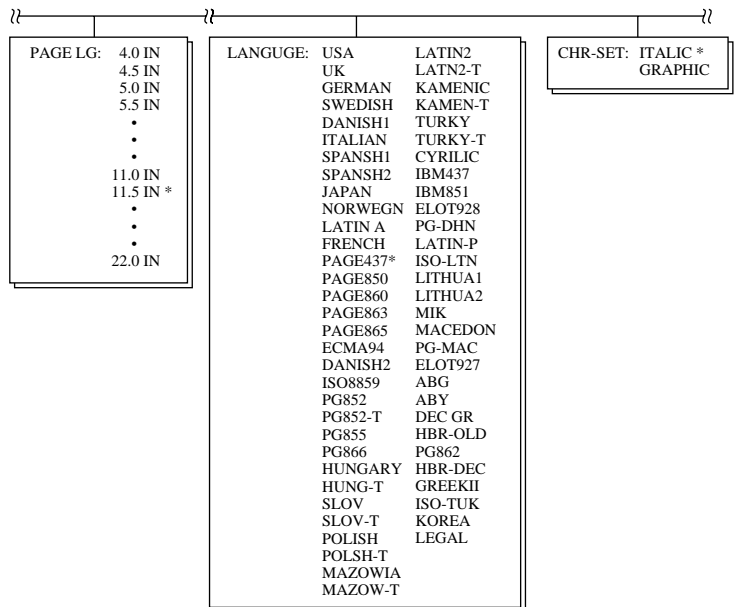 PAGE LG: 4.0 IN
4.5 IN
5.0 IN
5.5 IN
•
•
•
11.0 IN
11.5 IN *
•
•
•
22.0 IN
LANGUGE: USA LATIN2
UK LATN2-T
GERMAN KAMENIC
SWEDISH KAMEN-T
DANISH1 TURKY
ITALIAN TURKY-T
SPANSH1 CYRILIC
SPANSH2 IBM437
JAPAN IBM851
NORWEGN ELOT928
LATIN A PG-DHN
FRENCH LATIN-P
PAGE437* ISO-LTN
PAGE850 LITHUA1
PAGE860 LITHUA2
PAGE863 MIK
PAGE865 MACEDON
ECMA94 PG-MAC
DANISH2 ELOT927
ISO8859 ABG
PG852 ABY
PG852-T DEC GR
PG855 HBR-OLD
PG866 PG862
HUNGARY HBR-DEC
HUNG-T GREEKII
SLOV ISO-TUK
SLOV-T KOREA
POLISH LEGAL
POLSH-T
MAZOWIA
MAZOW-T
CHR-SET: ITALIC *
GRAPHIC